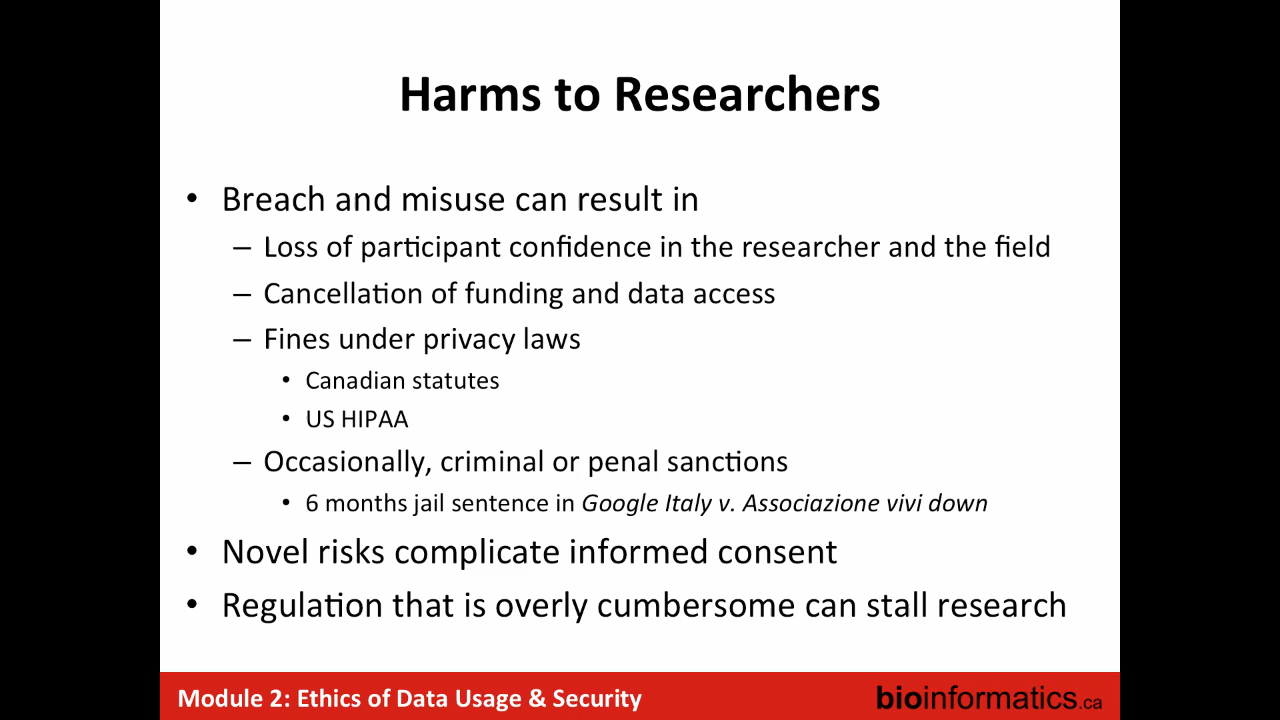 Harms to Researchers
• Breach and misuse can result in
– Loss of participant confidence in the researcher and the field
– Cancellation of funding and data access
– Fines under privacy laws
• Canadian statutes
• US HIPAA
– Occasionally, criminal or penal sanctions
• 6 months jail sentence in Google Italy v. Associazione vivi down
• Novel risks complicate informed consent
• Regulation that is overly cumbersome can stall research
Module 2: Ethics of Data Usage & Security
bioinformatics.ca